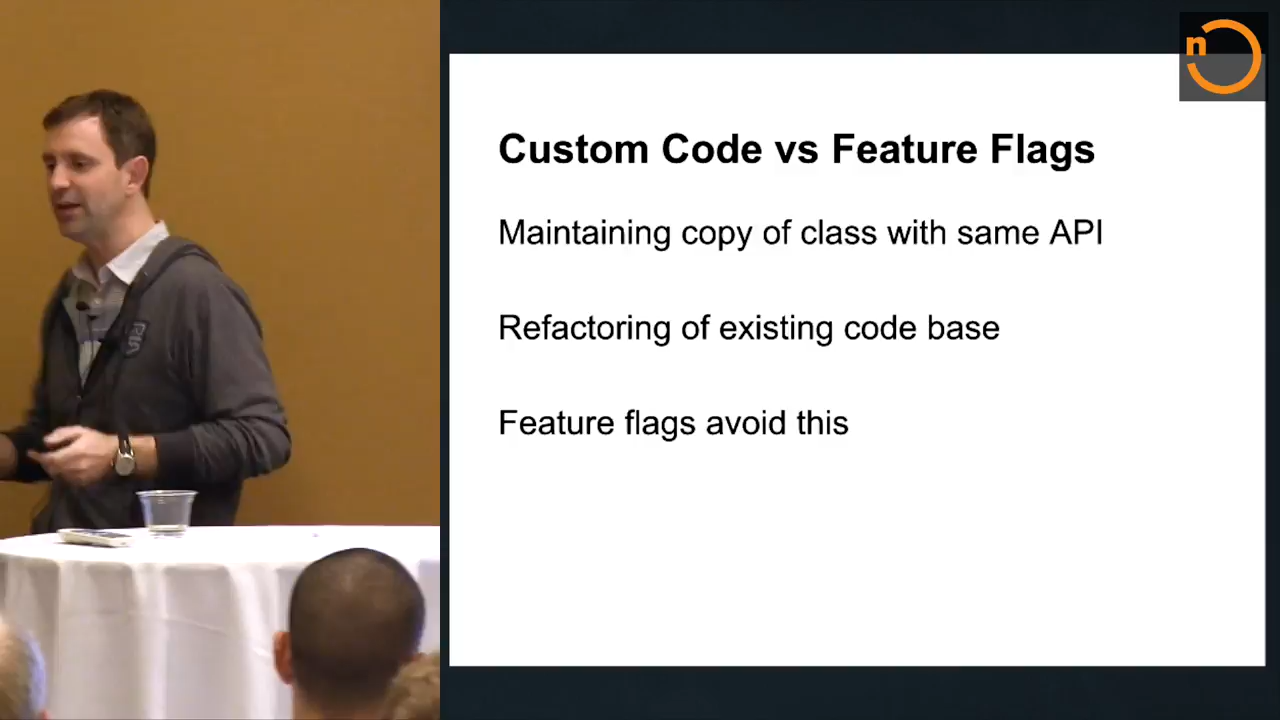 n
Custom Code vs Feature Flags
Maintaining copy of class with same API
Refactoring of existing code base
Feature flags avoid this